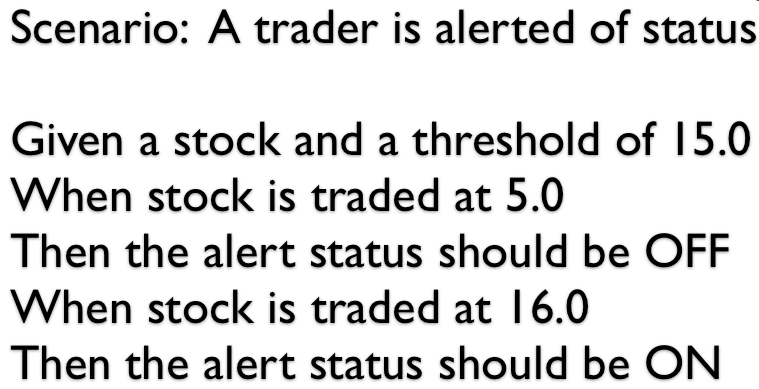 Scenario: A trader is alerted of status
Given a stock and a threshold of 15.0
When stock is traded at 5.0
Then the alert status should be OFF
When stock is traded at 16.0
Then the alert status should be ON